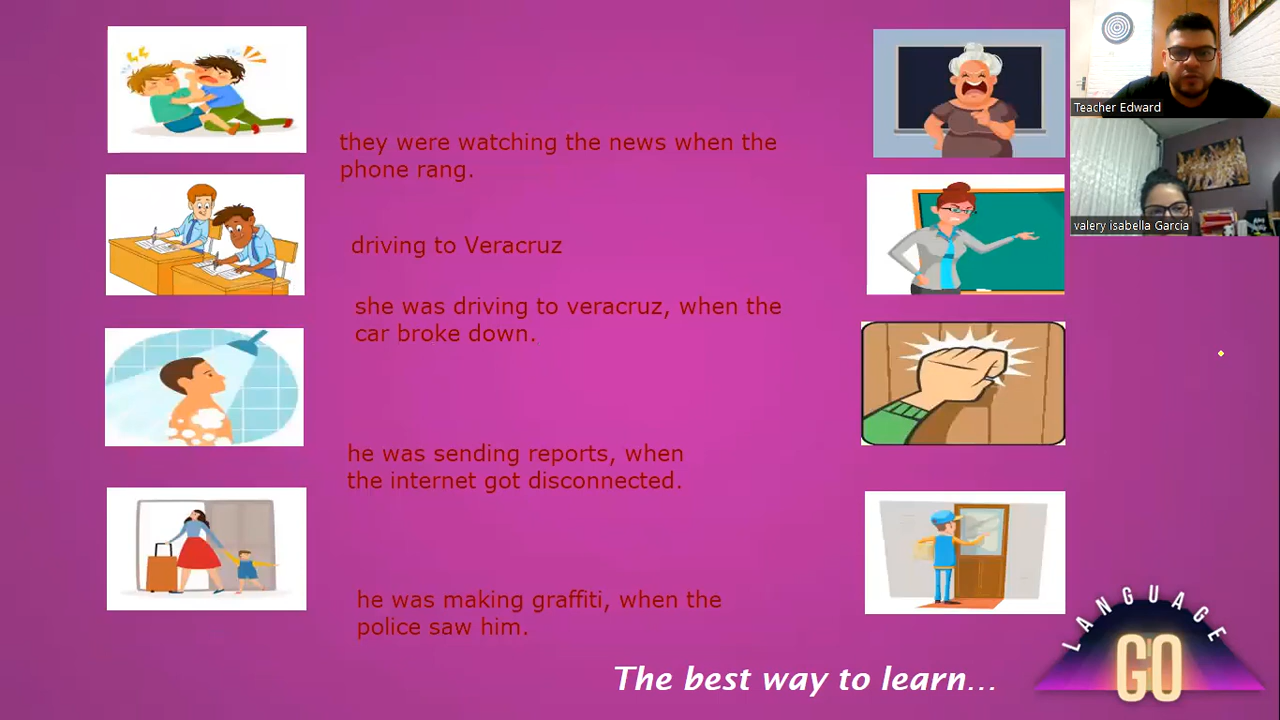 Teacher Edward
they were watching the news when the
phone rang.
valery isabella Garcia
driving to Veracruz
she was driving to veracruz, when the
car broke down.
he was sending reports, when
the internet got disconnected.
he was making graffiti, when the
police saw him.
The best way to learn...
LANGUAGE
GO